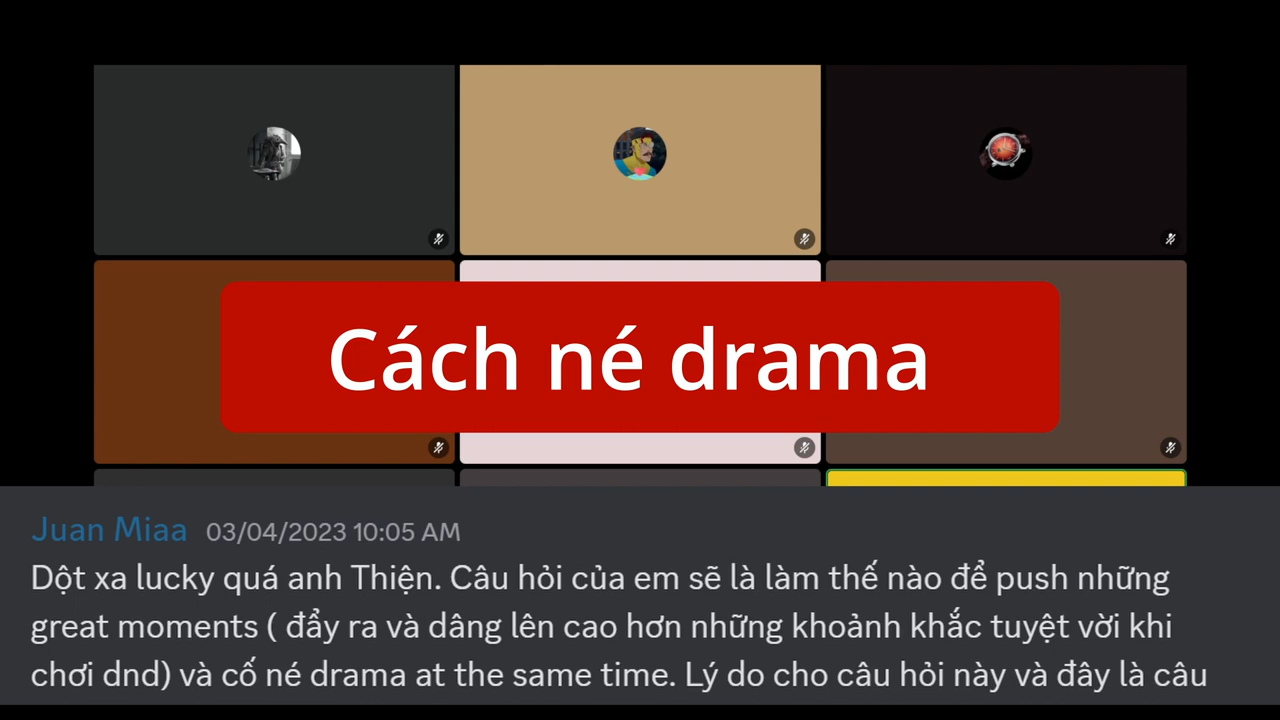 Cách né drama
Juan Miaa 03/04/2023 10:05 AM
Dột xa lucky quá anh Thiện. Câu hỏi của em sẽ là làm thế nào để push những
great moments ( đẩy ra và dâng lên cao hơn những khoảnh khắc tuyệt vời khi
chơi dnd) và cố né drama at the same time. Lý do cho câu hỏi này và đây là câu